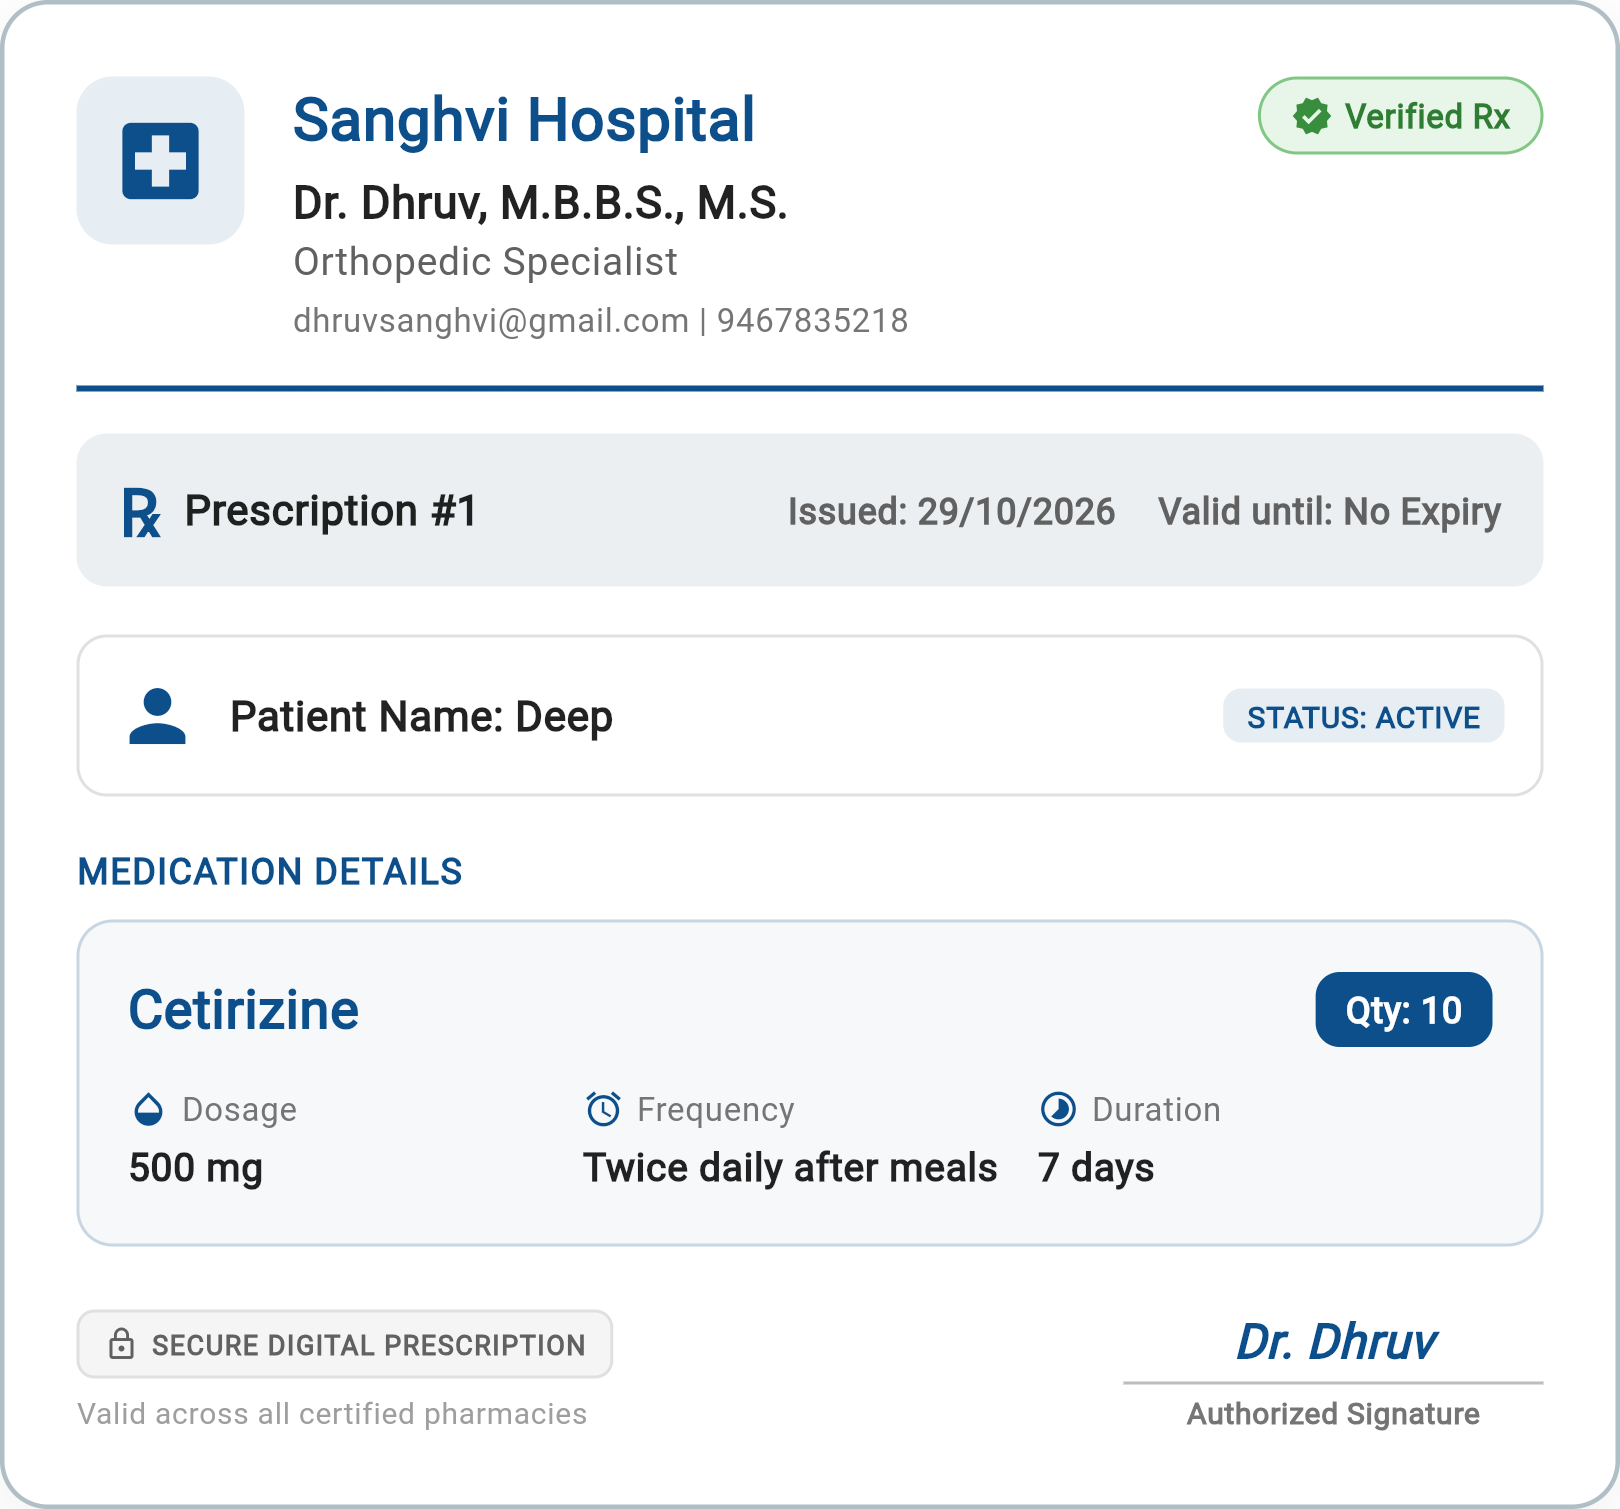 Sanghvi Hospital
Verified Rx
Dr. Dhruv, M.B.B.S., M.S.
Orthopedic Specialist
dhruvsanghvi@gmail.com | 9467835218
Rx Prescription #1
Issued: 29/10/2026 Valid until: No Expiry
Patient Name: Deep
STATUS: ACTIVE
MEDICATION DETAILS
Cetirizine
Qty: 10
Dosage Frequency Duration
500 mg Twice daily after meals 7 days
SECURE DIGITAL PRESCRIPTION
Valid across all certified pharmacies
Dr. Dhruv
Authorized Signature